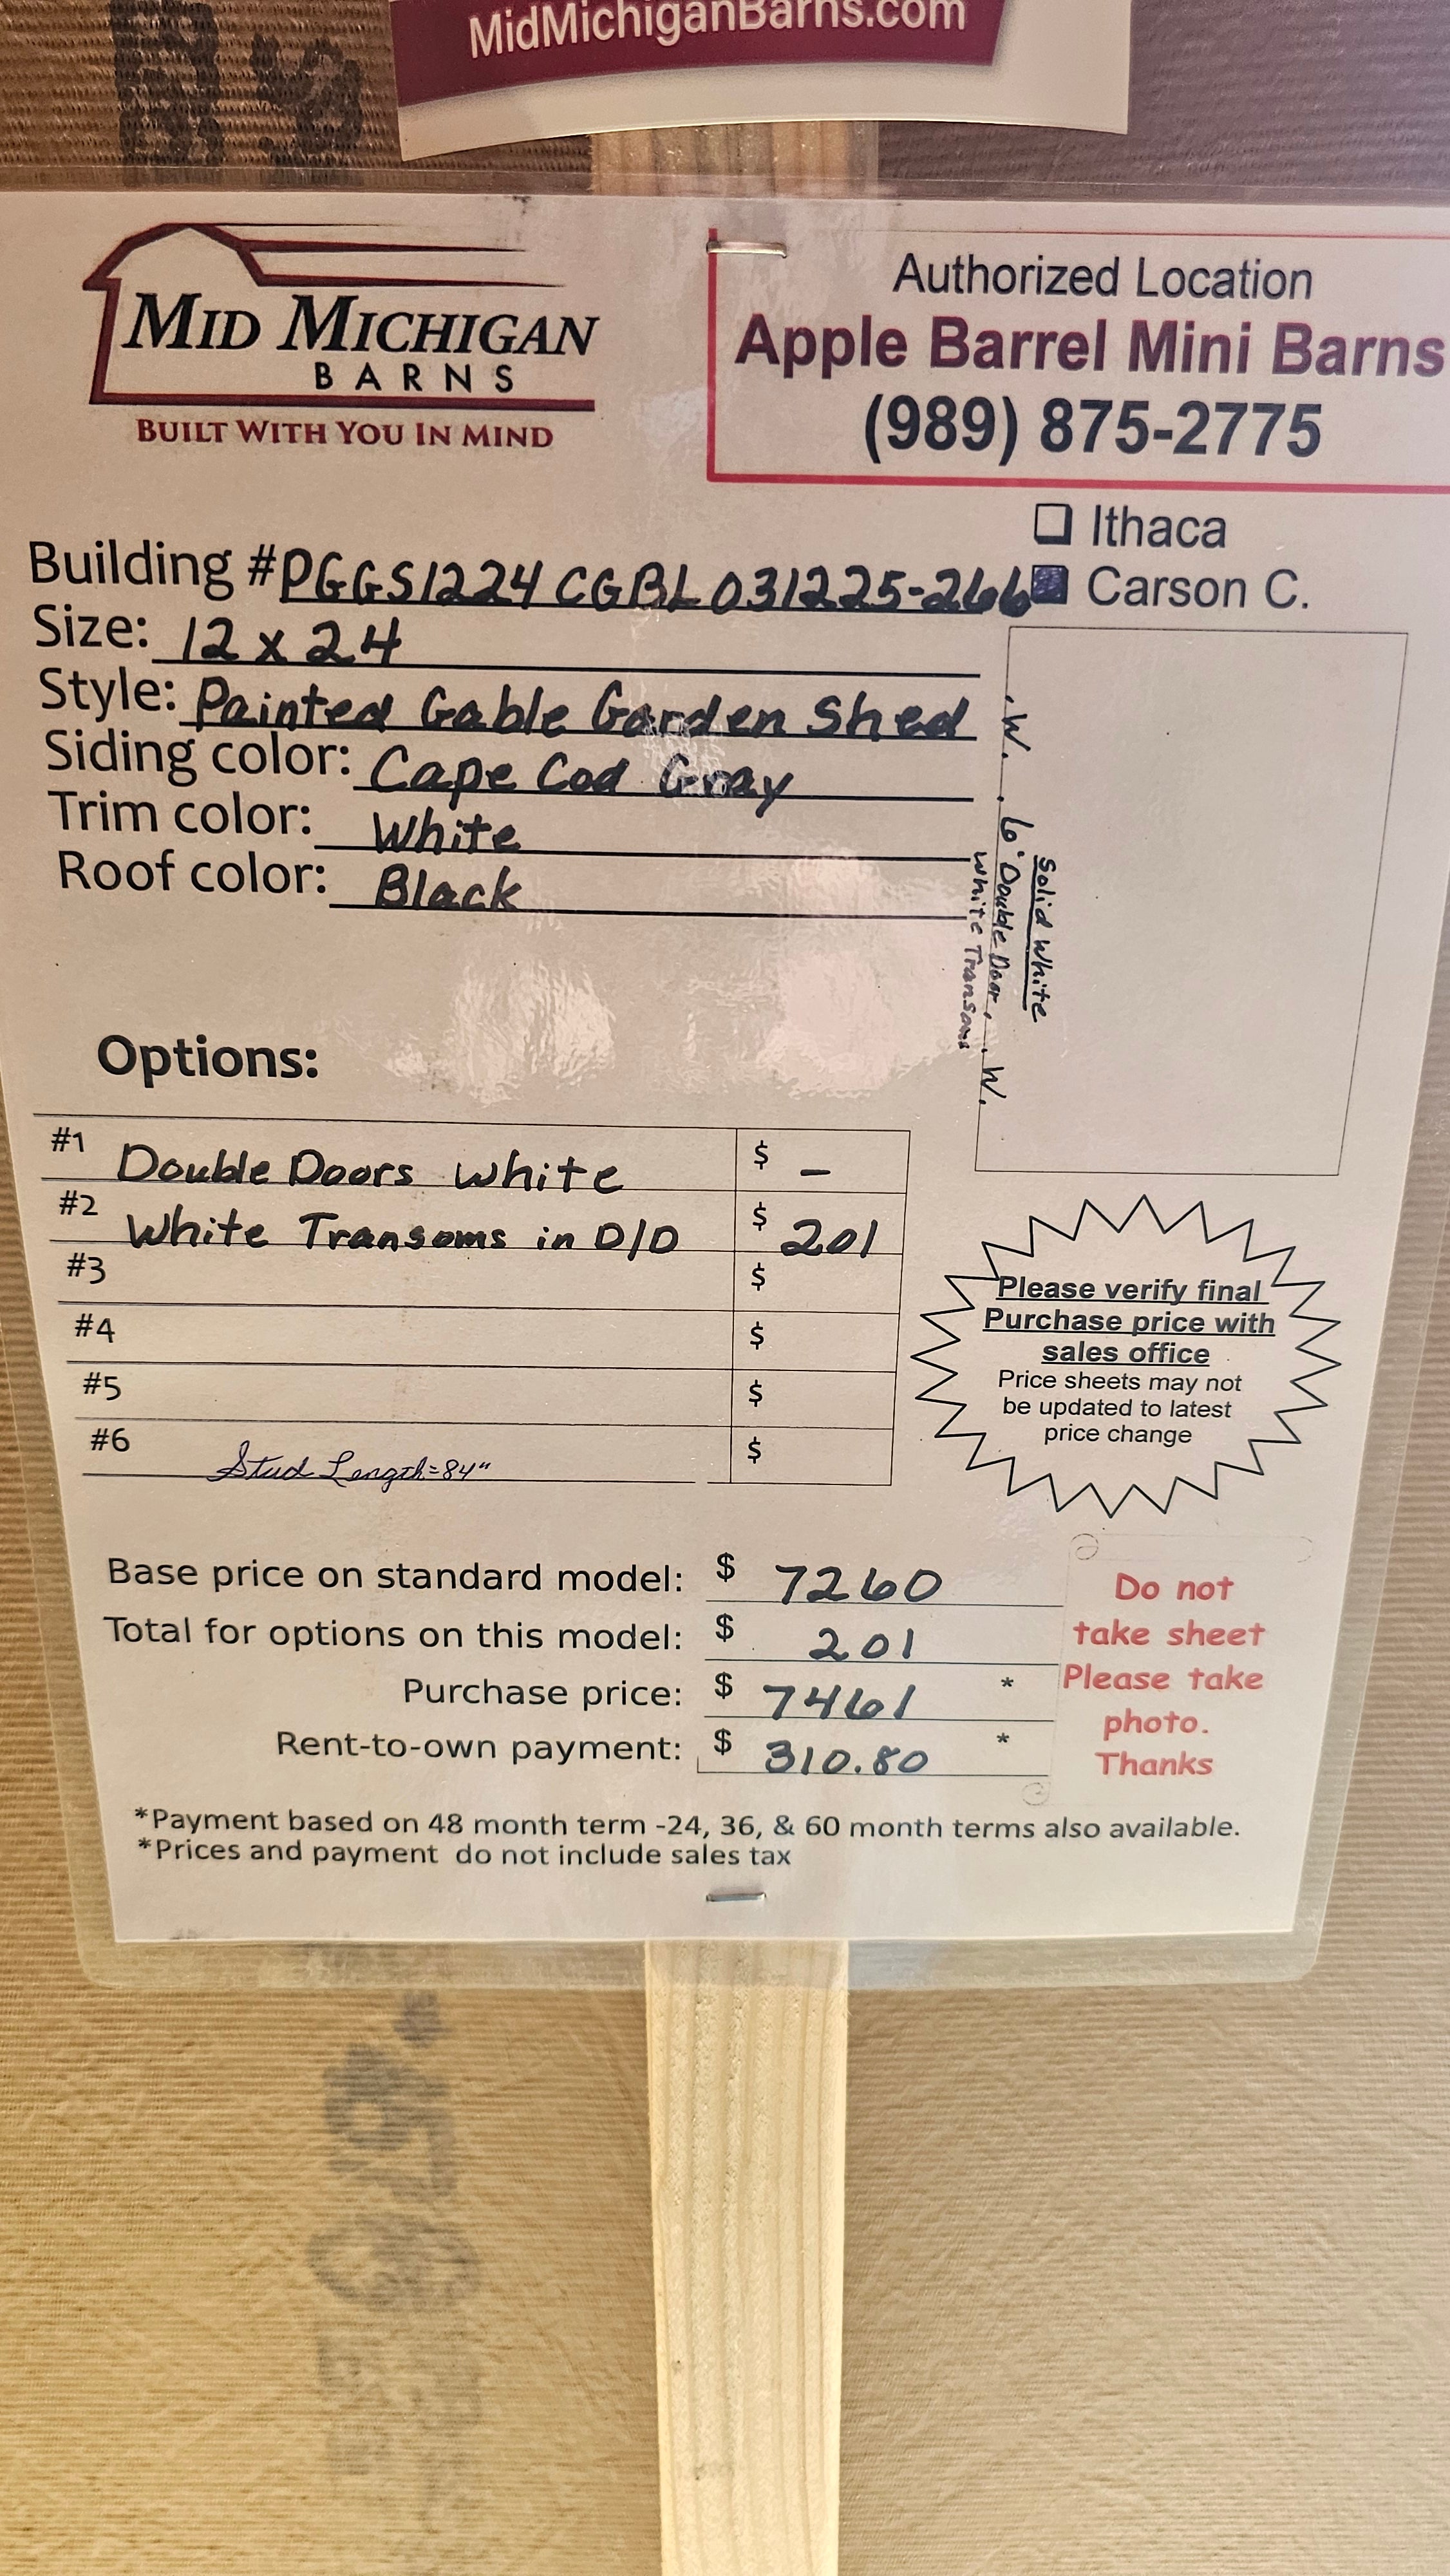 MidMichiganBarns.com
MID MICHIGAN
BARNS
BUILT WITH YOU IN MIND
Authorized Location
Apple Barrel Mini Barns
(989) 875-2775
Ithaca
Carson C.
Building #PGGS1224CGBL031225-266
Size: 12 x 24
Style: Painted Gable Garden Shed
Siding color: Cape Cod Gray
Trim color: White
Roof color: Black
.W. . 6' Double Door . .W.
Solid White
White Transoms
Options:
#1 Double Doors White $ –
#2 White Transoms in D/D $ 201
#3 $
#4 $
#5 $
#6 Stud Length=84" $
Please verify final
Purchase price with
sales office
Price sheets may not
be updated to latest
price change
Base price on standard model: $ 7260
Total for options on this model: $ 201
Purchase price: $ 7461 *
Rent-to-own payment: $ 310.80 *
Do not
take sheet
Please take
photo.
Thanks
*Payment based on 48 month term -24, 36, & 60 month terms also available.
*Prices and payment do not include sales tax